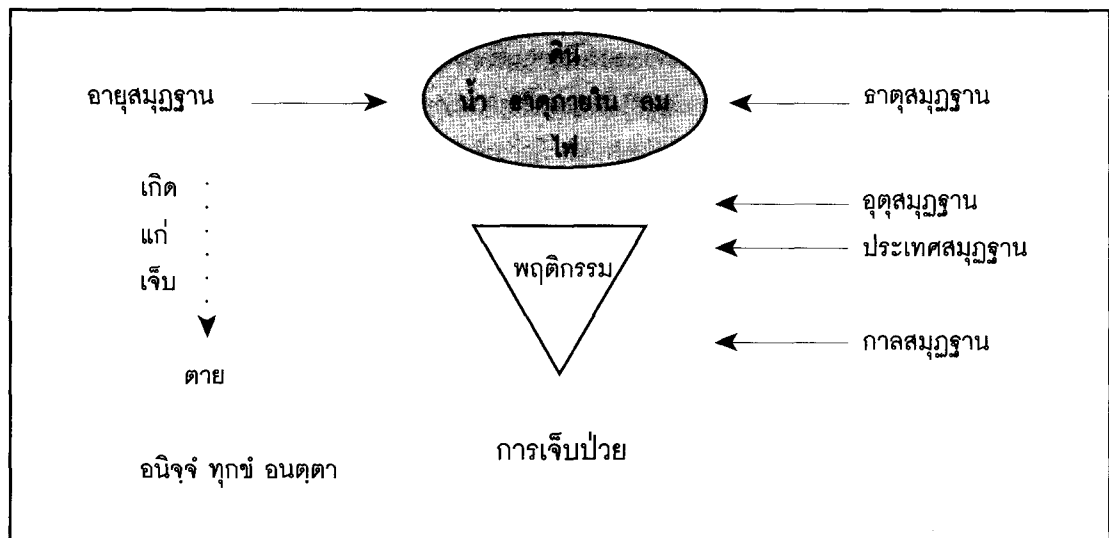 ดิน
อายุสมุฏฐาน น้ำ ธาตุภายใน ลม ธาตุสมุฏฐาน
ไฟ
เกิด อุตุสมุฏฐาน
แก่ ประเทศสมุฏฐาน
พฤติกรรม
เจ็บ
กาลสมุฏฐาน
ตาย
การเจ็บป่วย
อนิจฺจํ ทุกขํ อนตฺตา